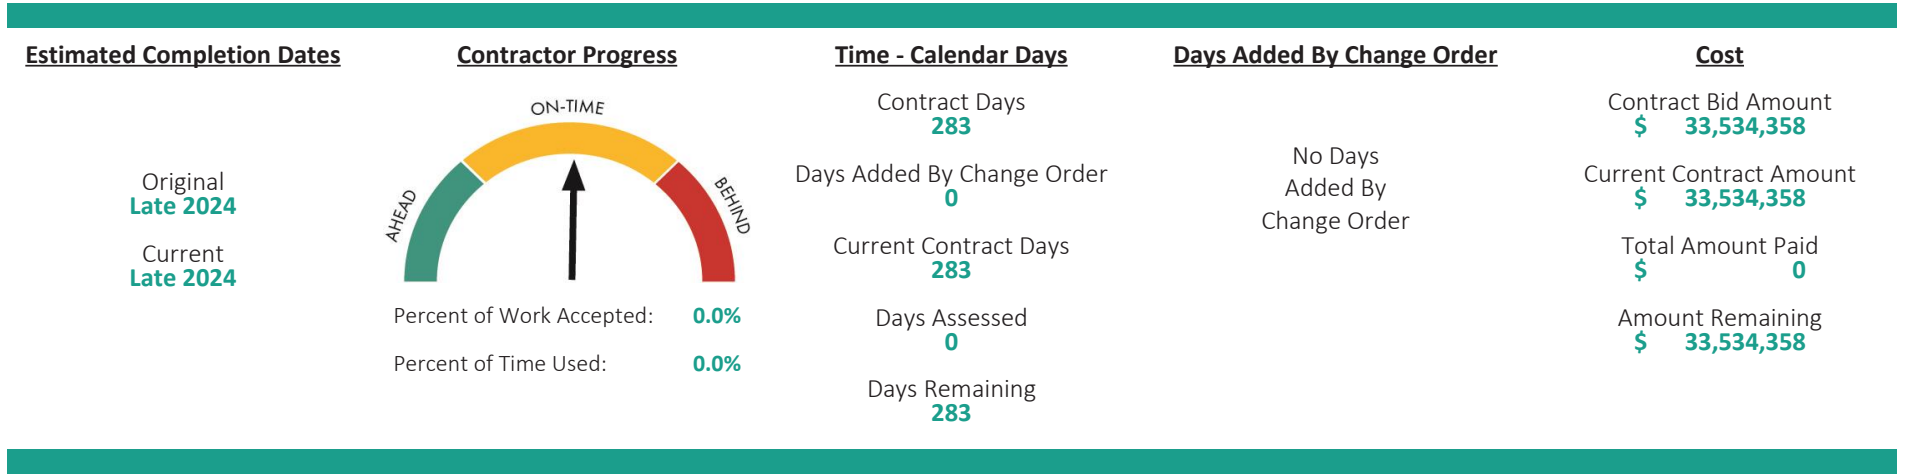 Estimated Completion Dates
Original
Late 2024
Current
Late 2024
Contractor Progress
ON-TIME
AHEAD
BEHIND
Percent of Work Accepted: 0.0%
Percent of Time Used: 0.0%
Time - Calendar Days
Contract Days
283
Days Added By Change Order
0
Current Contract Days
283
Days Assessed
0
Days Remaining
283
Days Added By Change Order
No Days
Added By
Change Order
Cost
Contract Bid Amount
$ 33,534,358
Current Contract Amount
$ 33,534,358
Total Amount Paid
$ 0
Amount Remaining
$ 33,534,358